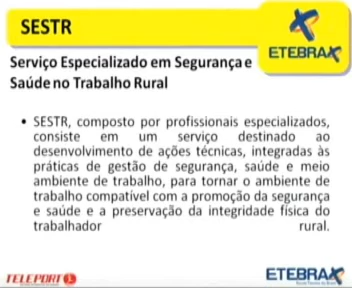 SESTR
ETEBRAX
Serviço Especializado em Segurança e
Saúde no Trabalho Rural
• SESTR, composto por profissionais especializados,
consiste em um serviço destinado ao
desenvolvimento de ações técnicas, integradas às
práticas de gestão de segurança, saúde e meio
ambiente de trabalho, para tornar o ambiente de
trabalho compatível com a promoção da segurança
e saúde e a preservação da integridade física do
trabalhador rural.
TELEPORT
ETEBRAX